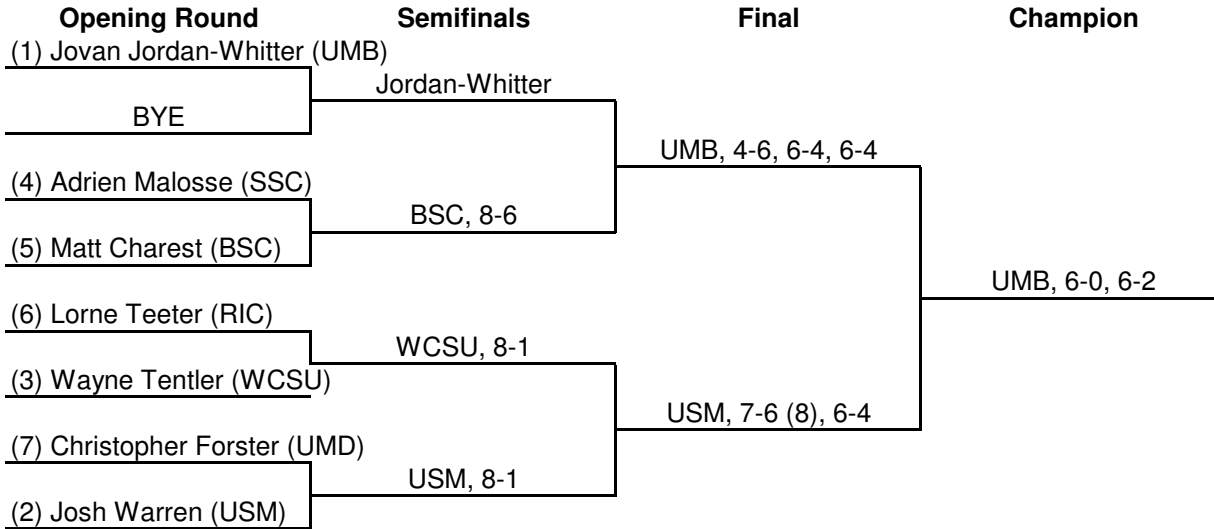 Opening Round Semifinals Final Champion
(1) Jovan Jordan-Whitter (UMB)
Jordan-Whitter
BYE
UMB, 4-6, 6-4, 6-4
(4) Adrien Malosse (SSC)
BSC, 8-6
(5) Matt Charest (BSC)
UMB, 6-0, 6-2
(6) Lorne Teeter (RIC)
WCSU, 8-1
(3) Wayne Tentler (WCSU)
USM, 7-6 (8), 6-4
(7) Christopher Forster (UMD)
USM, 8-1
(2) Josh Warren (USM)